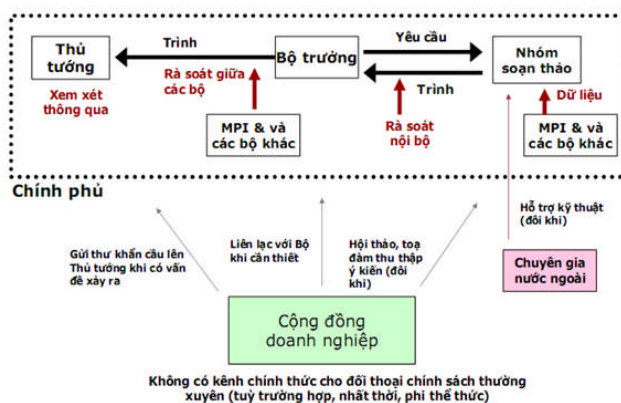 Thủ
tướng
Trình
Bộ trưởng
Yêu cầu
Nhóm
soạn thảo
Xem xét
thông qua
Rà soát giữa
các bộ
Trình
Dữ liệu
MPI & và
các bộ khác
Rà soát
nội bộ
MPI & và
các bộ khác
Chính phủ
Gửi thư khẩn cầu lên
Thủ tướng khi có vấn
đề xảy ra
Liên lạc với Bộ
khi cần thiết
Hội thảo, toạ
đàm thu thập
ý kiến (đôi
khi)
Hỗ trợ kỹ thuật
(đôi khi)
Chuyên gia
nước ngoài
Cộng đồng
doanh nghiệp
Không có kênh chính thức cho đối thoại chính sách thường
xuyên (tuỳ trường hợp, nhất thời, phi thể thức)